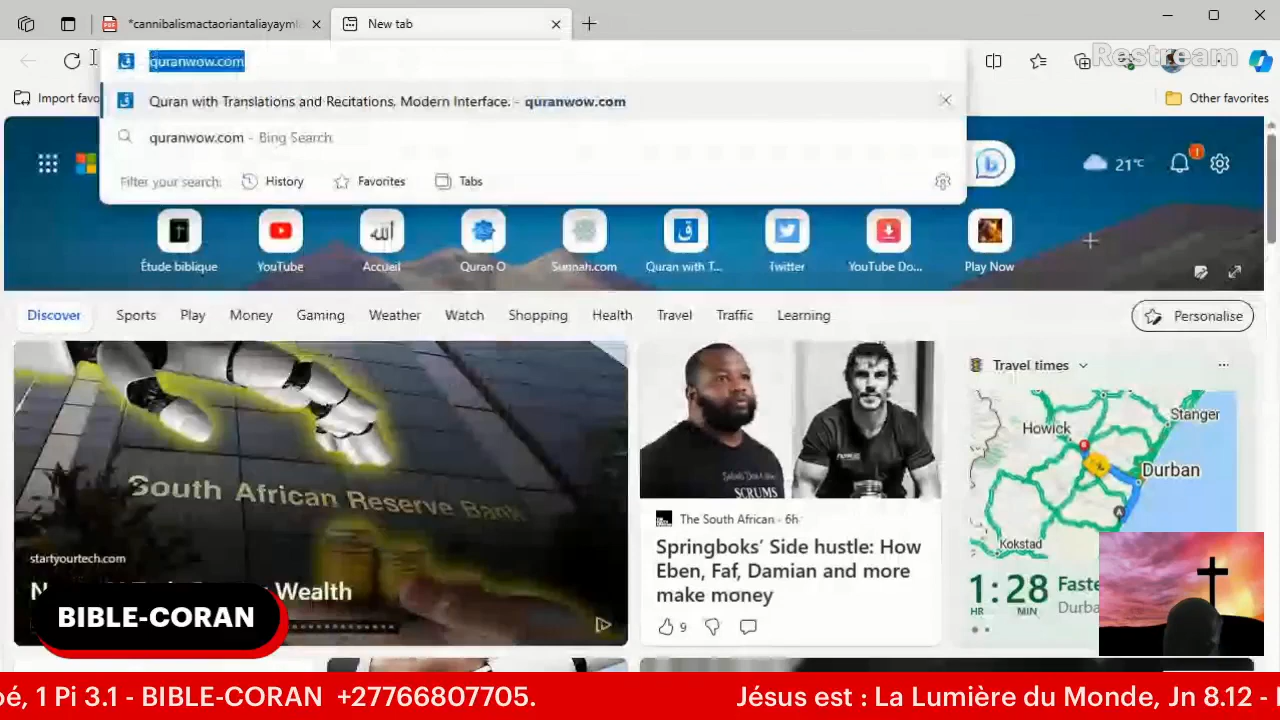 *cannibalismactaoriantaliayaym
New tab
Restream
quranwow.com
Quran with Translations and Recitations, Modern Interface. - quranwow.com
quranwow.com - Bing Search
Filter your search:
History
Favorites
Tabs
Import favo
Other favorites
21°C
1
Étude biblique
YouTube
الله
Accueil
Quran O
Sunnah.com
Quran with T...
Twitter
YouTube Do...
Play Now
Discover
Sports
Play
Money
Gaming
Weather
Watch
Shopping
Health
Travel
Traffic
Learning
Personalise
South African Reserve Bank
startyourtech.com
Wealth
SCRUMS
The South African · 6h
Springboks' Side hustle: How
Eben, Faf, Damian and more
make money
9
Travel times
Howick
Stanger
Durban
Kokstad
1:28
HR
MIN
Faste
Durba
BIBLE-CORAN
oé, 1 Pi 3.1 - BIBLE-CORAN +27766807705.
Jésus est : La Lumière du Monde, Jn 8.12 -